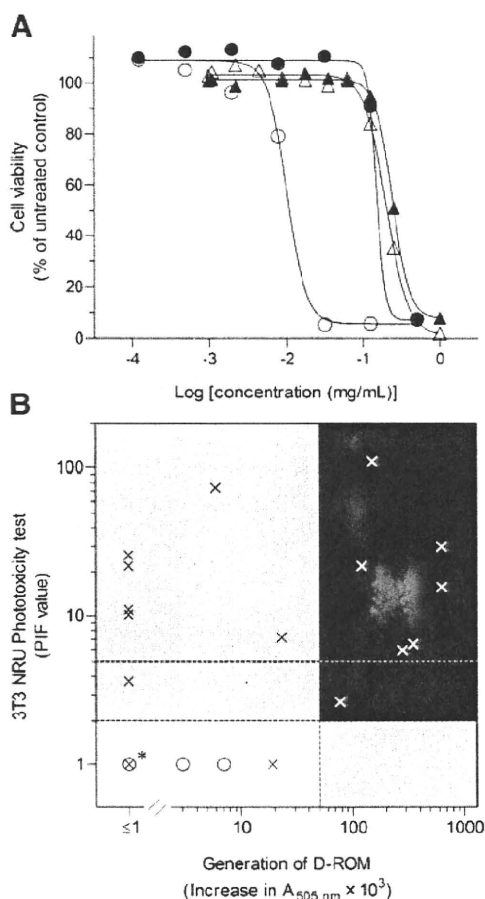 A
Cell viability
(% of untreated control)
120
100
80
60
40
20
0
-4 -3 -2 -1 0
Log [concentration (mg/mL)]
B
3T3 NRU Phototoxicity test
(PIF value)
100
10
1
*
≤1 10 100 1000
Generation of D-ROM
(Increase in A505 nm × 10³)